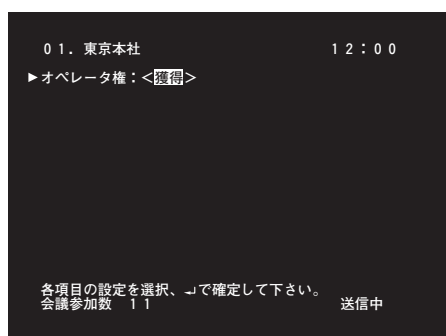 ０１．東京本社 １２：００
►オペレータ権：<獲得>
各項目の設定を選択、⏎で確定して下さい。
会議参加数 １１ 送信中